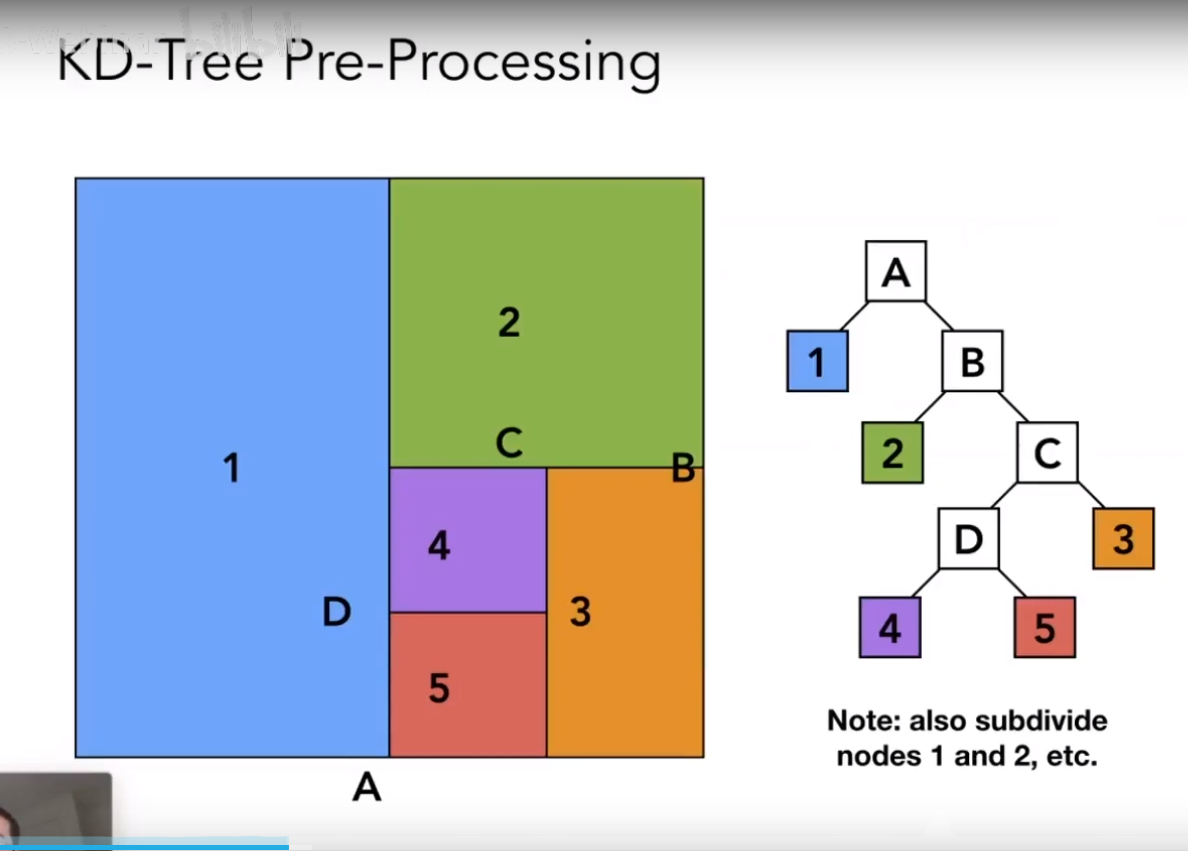 KD-Tree Pre-Processing
2
C
1
B
4
D
3
5
A
A
1
B
2
C
D
3
4
5
Note: also subdivide
nodes 1 and 2, etc.